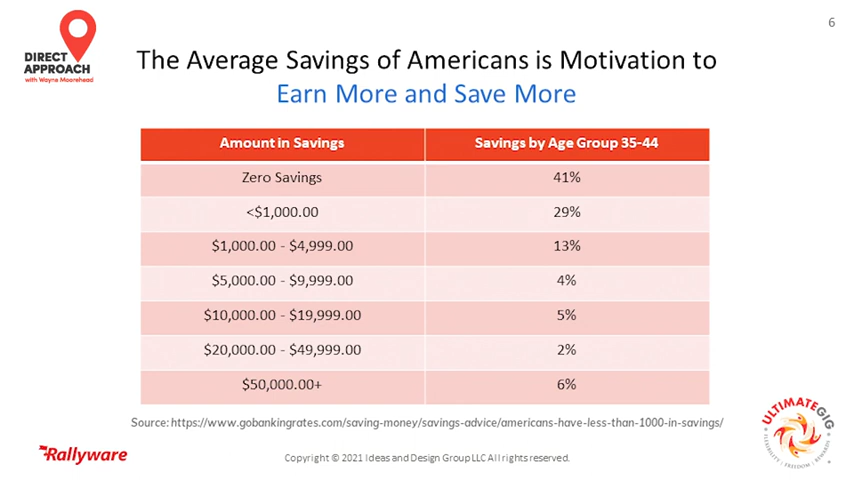 6
DIRECT
APPROACH
with Wayne Moorehead
The Average Savings of Americans is Motivation to
Earn More and Save More
Amount in Savings Savings by Age Group 35-44
Zero Savings 41%
<$1,000.00 29%
$1,000.00 - $4,999.00 13%
$5,000.00 - $9,999.00 4%
$10,000.00 - $19,999.00 5%
$20,000.00 - $49,999.00 2%
$50,000.00+ 6%
Source: https://www.gobankingrates.com/saving-money/savings-advice/americans-have-less-than-1000-in-savings/
Rallyware
Copyright © 2021 Ideas and Design Group LLC All rights reserved.
ULTIMATEGIG
FLEXIBILITY | FREEDOM | REWARDS